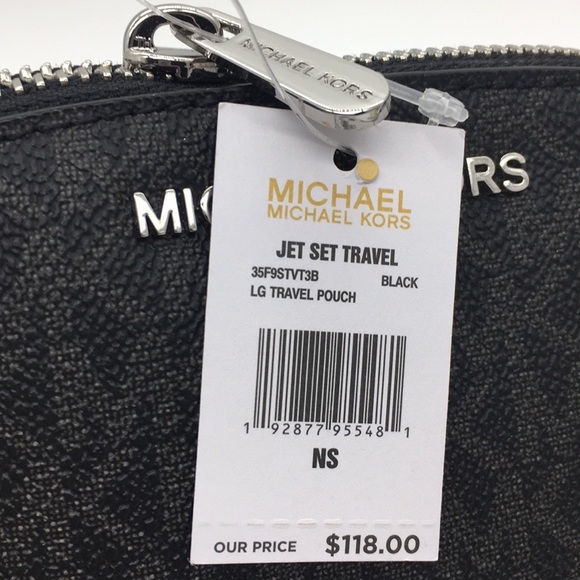 MICHAEL KORS
MI RS
MICHAEL
MICHAEL KORS
JET SET TRAVEL
35F9STVT3B BLACK
LG TRAVEL POUCH
1 92877 95548 1
NS
OUR PRICE $118.00